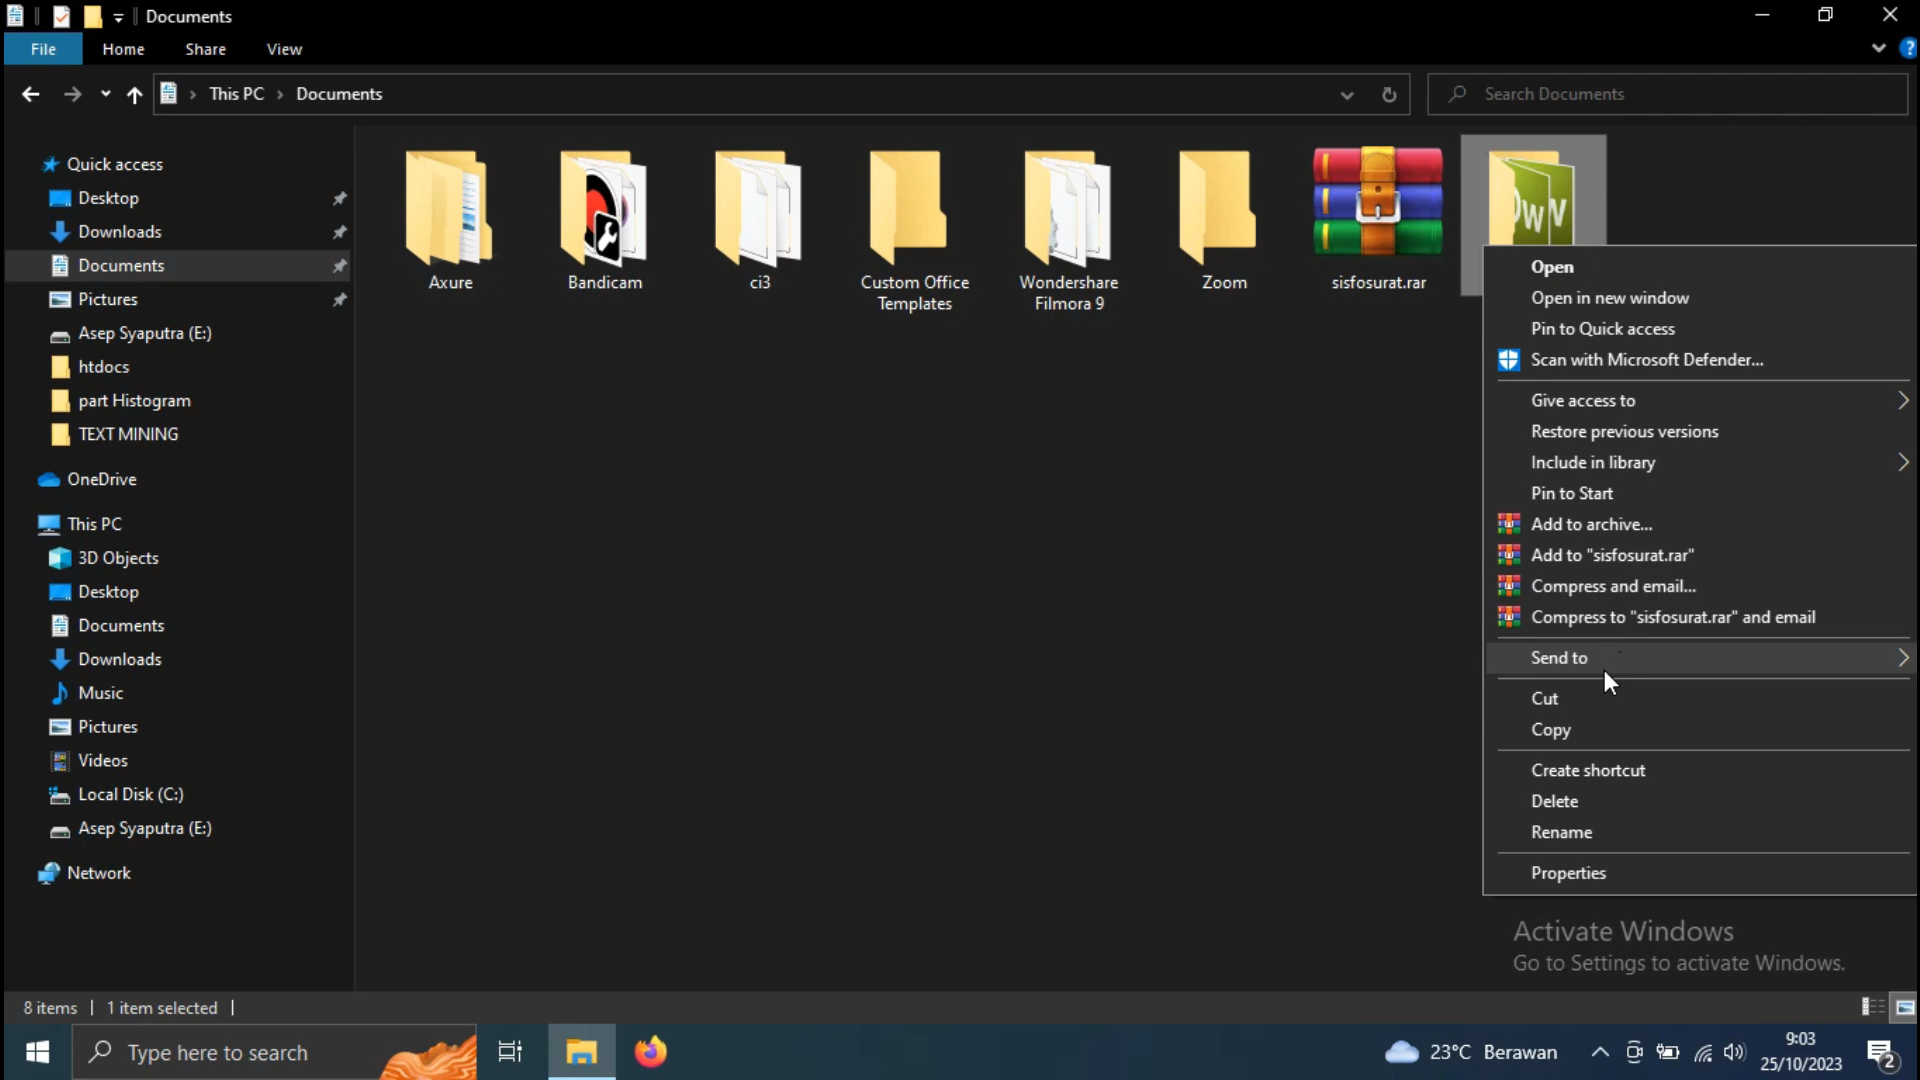 Documents
File
Home
Share
View
This PC
Documents
Search Documents
Quick access
Desktop
Downloads
Documents
Pictures
Asep Syaputra (E:)
htdocs
part Histogram
TEXT MINING
OneDrive
This PC
3D Objects
Desktop
Documents
Downloads
Music
Pictures
Videos
Local Disk (C:)
Asep Syaputra (E:)
Network
Axure
Bandicam
ci3
Custom Office
Templates
Wondershare
Filmora 9
Zoom
sisfosurat.rar
Open
Open in new window
Pin to Quick access
Scan with Microsoft Defender...
Give access to
Restore previous versions
Include in library
Pin to Start
Add to archive...
Add to "sisfosurat.rar"
Compress and email...
Compress to "sisfosurat.rar" and email
Send to
Cut
Copy
Create shortcut
Delete
Rename
Properties
Activate Windows
Go to Settings to activate Windows.
8 items
1 item selected
Type here to search
23°C Berawan
9:03
25/10/2023
2